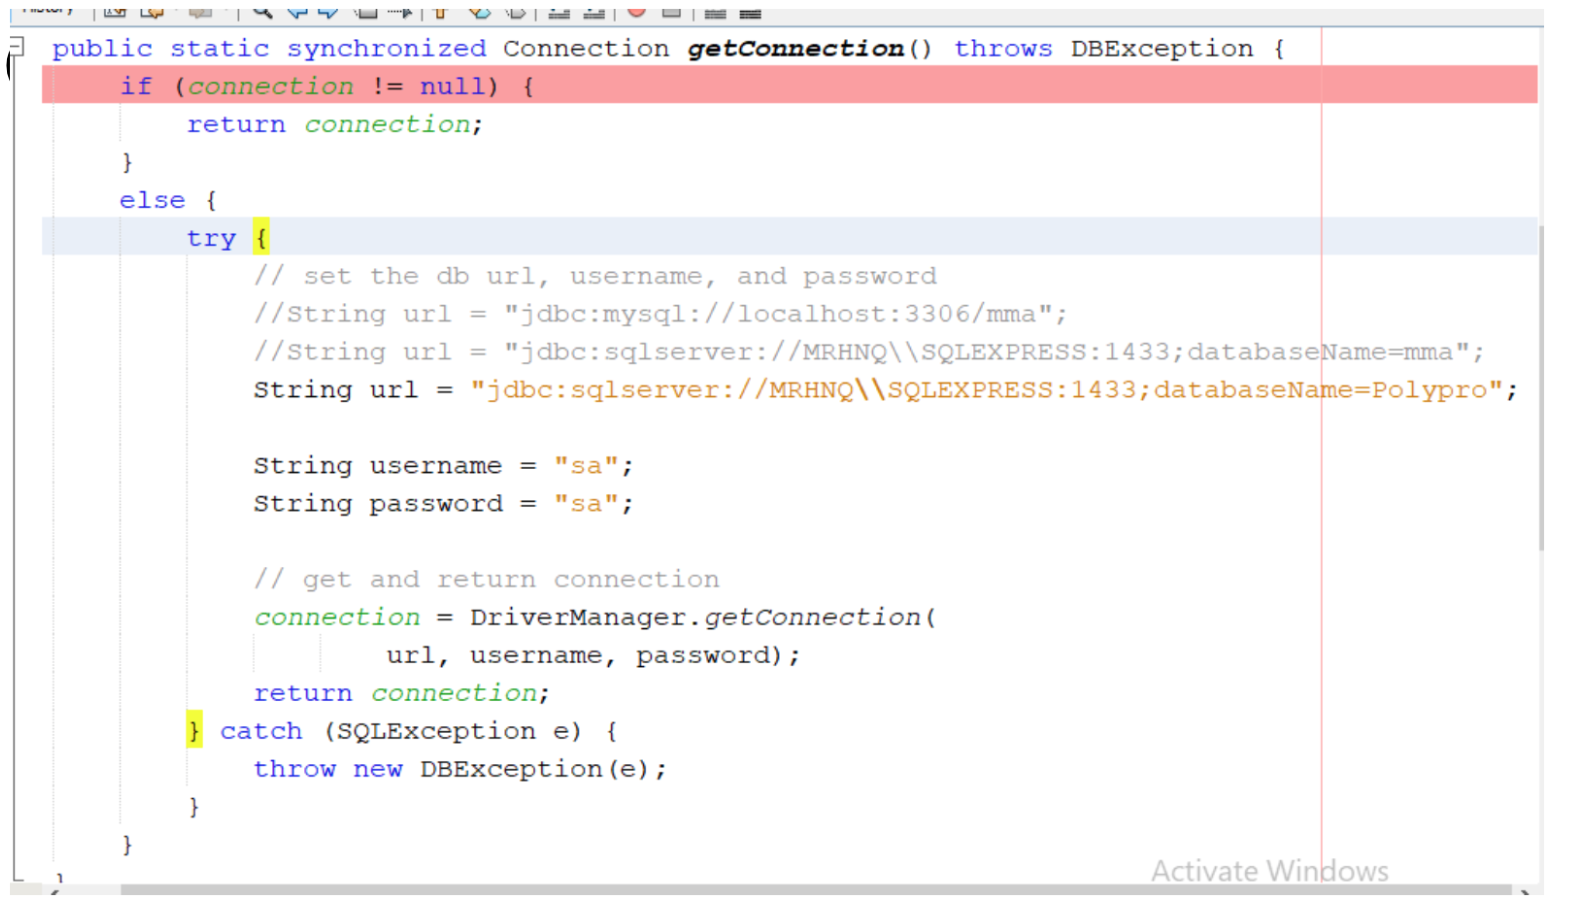 public static synchronized Connection getConnection() throws DBException {
if (connection != null) {
return connection;
}
else {
try {
// set the db url, username, and password
//String url = "jdbc:mysql://localhost:3306/mma";
//String url = "jdbc:sqlserver://MRHNQ\\SQLEXPRESS:1433;databaseName=mma";
String url = "jdbc:sqlserver://MRHNQ\\SQLEXPRESS:1433;databaseName=Polypro";
String username = "sa";
String password = "sa";
// get and return connection
connection = DriverManager.getConnection(
url, username, password);
return connection;
} catch (SQLException e) {
throw new DBException(e);
}
}
Activate Windows